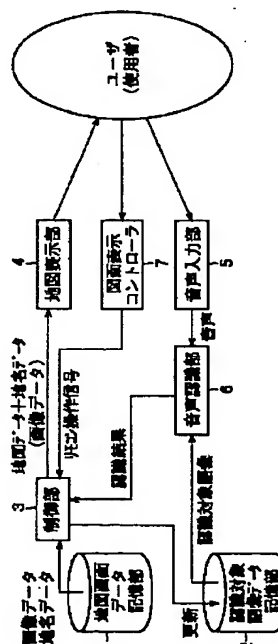 ユーザ
(使用者)
4
地図表示部
図面表示
コントローラ
7
音声入力部
5
地図データ+地名データ
(画像データ)
リモコン操作信号
音声
音声認識部
6
3
制御部
認識結果
認識対象語彙
画像データ
地名データ
地図画面
データ
記憶部
更新
認識対象
語彙データ
記憶部